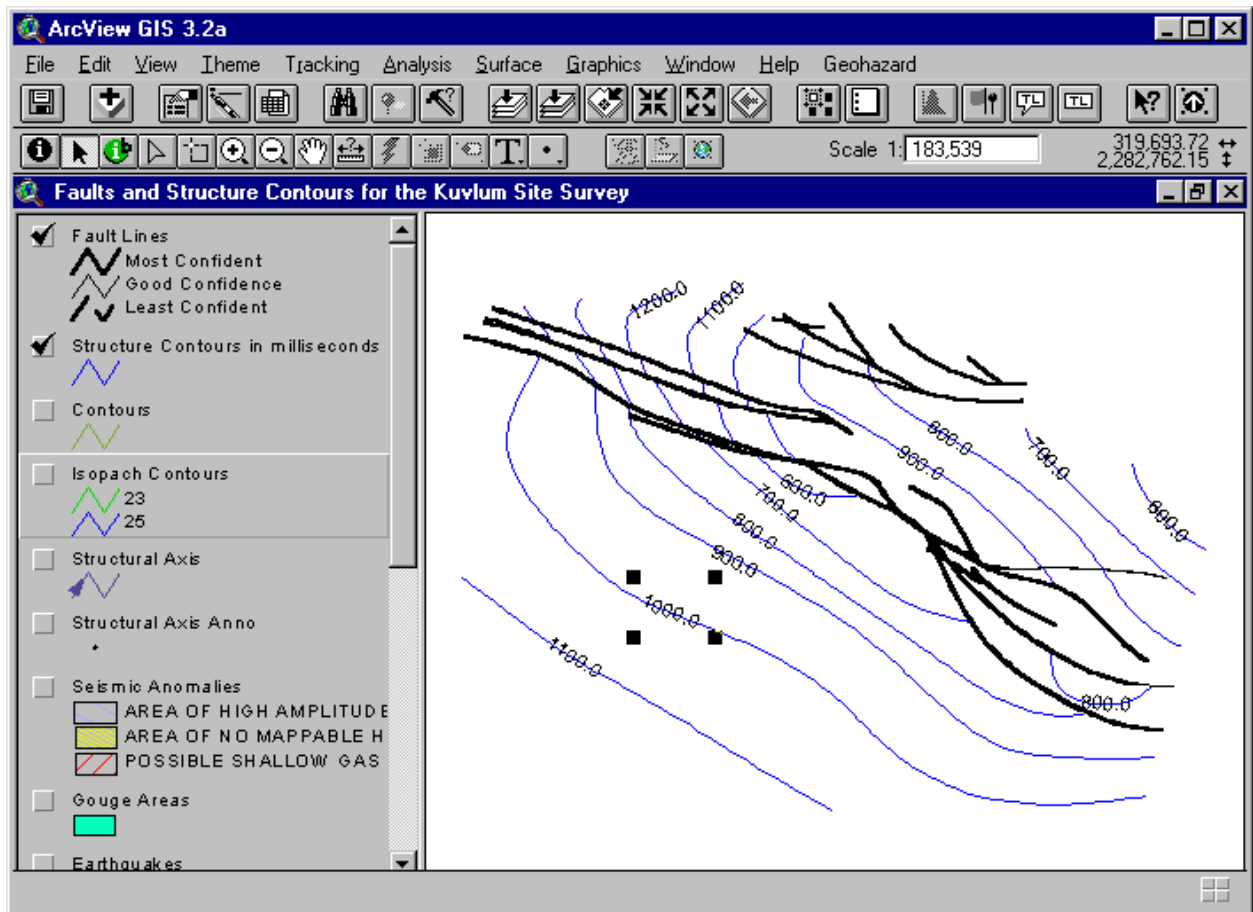 ArcView GIS 3.2a
File Edit View Theme Tracking Analysis Surface Graphics Window Help Geohazard
TL TL
T
Scale 1: 183,539
319,693.72
2,282,762.15
Faults and Structure Contours for the Kuvlum Site Survey
Fault Lines
Most Confident
Good Confidence
Least Confident
Structure Contours in milliseconds
Contours
Isopach Contours
23
25
Structural Axis
Structural Axis Anno
Seismic Anomalies
AREA OF HIGH AMPLITUDE
AREA OF NO MAPPABLE H
POSSIBLE SHALLOW GAS
Gouge Areas
Earthquakes
1200.0
1100.0
800.0
900.0
700.0
600.0
600.0
700.0
800.0
900.0
1000.0
1100.0
800.0